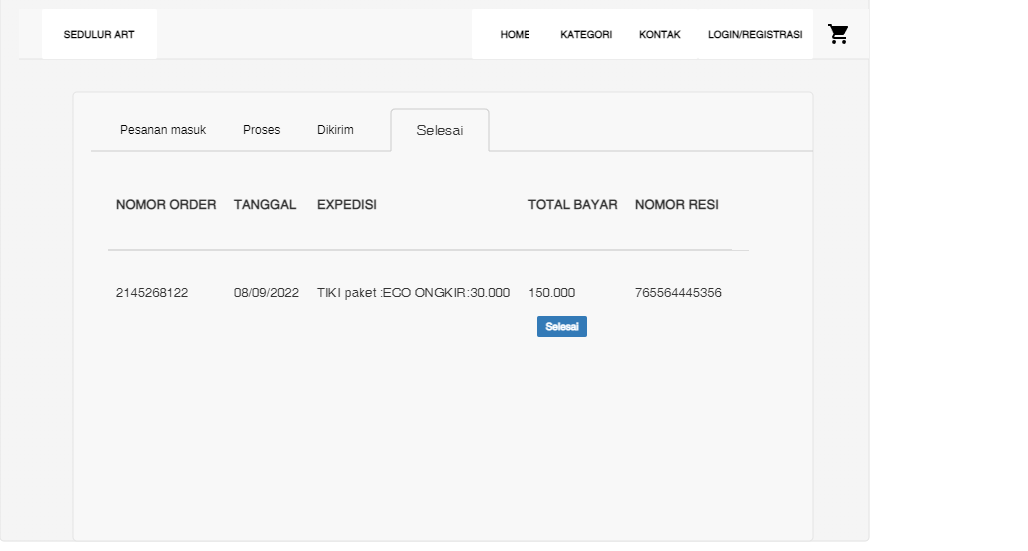 SEDULUR ART HOME KATEGORI KONTAK LOGIN/REGISTRASI
Pesanan masuk Proses Dikirim Selesai
NOMOR ORDER TANGGAL EXPEDISI TOTAL BAYAR NOMOR RESI
2145268122 08/09/2022 TIKI paket :ECO ONGKIR:30.000 150.000 765564445356
Selesai